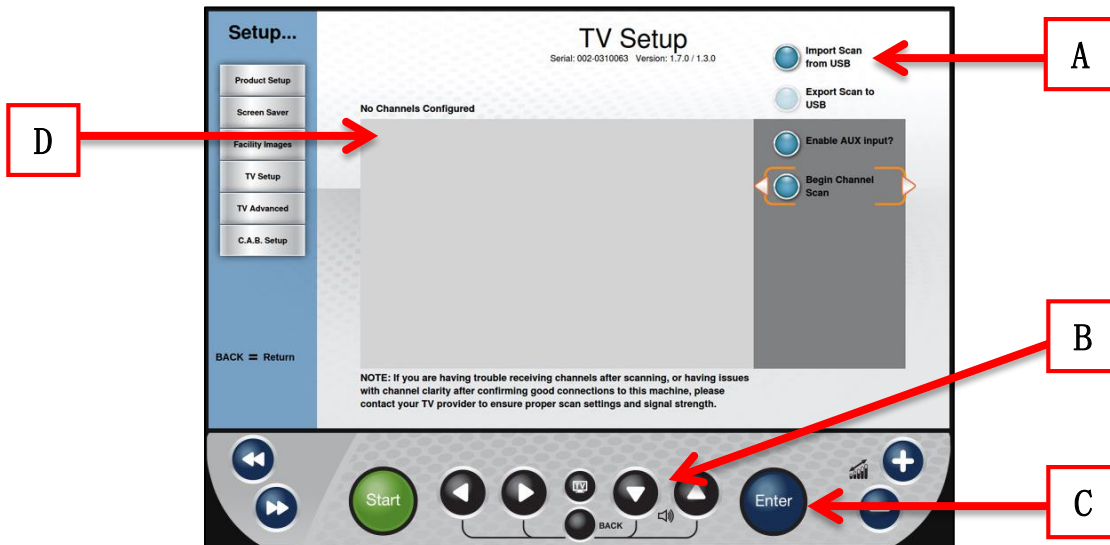 Setup...
TV Setup
Serial: 002-0310063 Version: 1.7.0 / 1.3.0
Import Scan
from USB
Export Scan to
USB
A
Product Setup
Screen Saver
Facility Images
TV Setup
TV Advanced
C.A.B. Setup
D
No Channels Configured
Enable AUX input?
Begin Channel
Scan
BACK = Return
B
NOTE: If you are having trouble receiving channels after scanning, or having issues
with channel clarity after confirming good connections to this machine, please
contact your TV provider to ensure proper scan settings and signal strength.
Start
TV
BACK
Enter
C